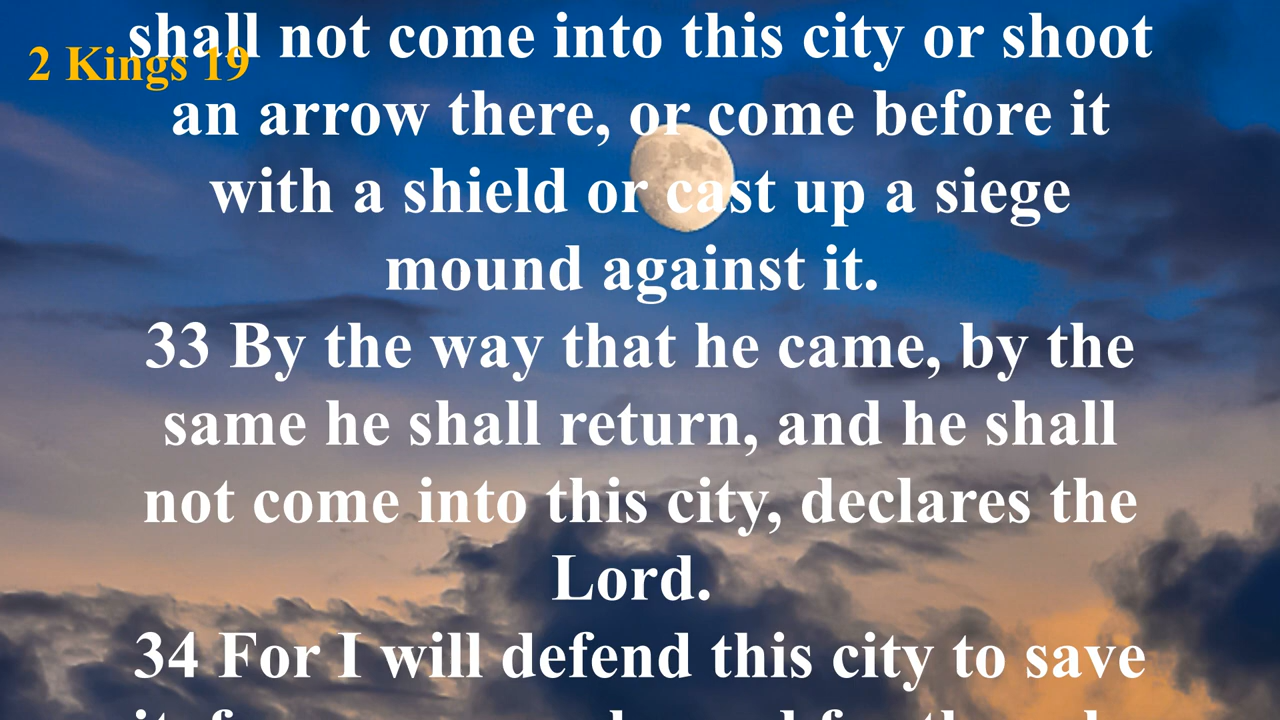 shall not come into this city or shoot
2 Kings 19
an arrow there, or come before it
with a shield or cast up a siege
mound against it.
33 By the way that he came, by the
same he shall return, and he shall
not come into this city, declares the
Lord.
34 For I will defend this city to save